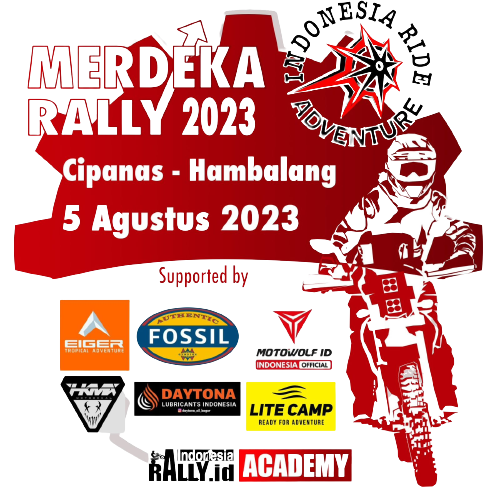 MERDEKA
RALLY 2023
INDONESIA RIDE
ADVENTURE
Cipanas - Hambalang
5 Agustus 2023
Supported by
EIGER
TROPICAL ADVENTURE
AUTHENTIC
FOSSIL
MOTOWOLF ID
INDONESIA OFFICIAL
DAYTONA
LUBRICANTS INDONESIA
LITE CAMP
READY FOR ADVENTURE
Indonesia
RALLY.id ACADEMY